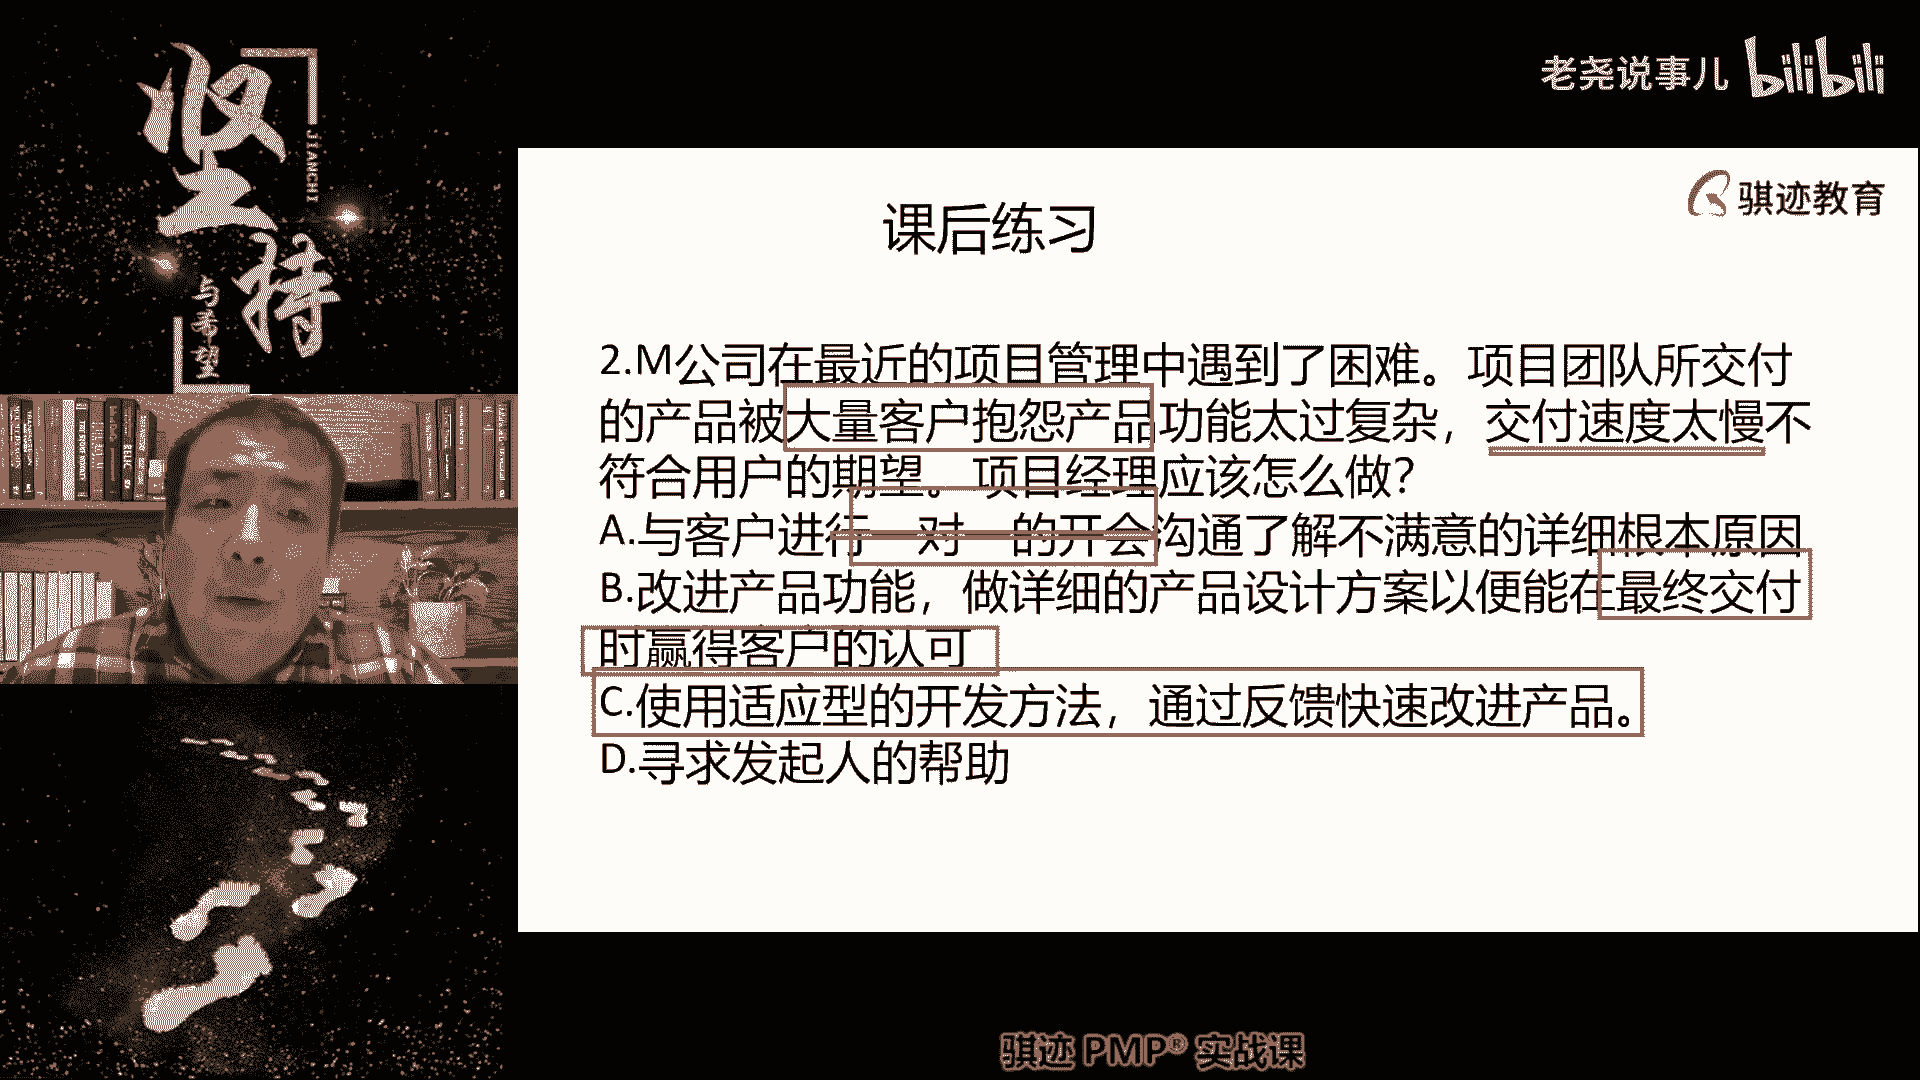 坚持
JIANCHI
与希望
老尧说事儿 bilibili
骐迹教育
课后练习
2.M公司在最近的项目管理中遇到了困难。项目团队所交付
的产品被大量客户抱怨产品功能太过复杂，交付速度太慢不
符合用户的期望。项目经理应该怎么做？
A.与客户进行一对一的开会沟通了解不满意的详细根本原因
B.改进产品功能，做详细的产品设计方案以便能在最终交付
时赢得客户的认可
C.使用适应型的开发方法，通过反馈快速改进产品。
D.寻求发起人的帮助
骐迹 PMP® 实战课